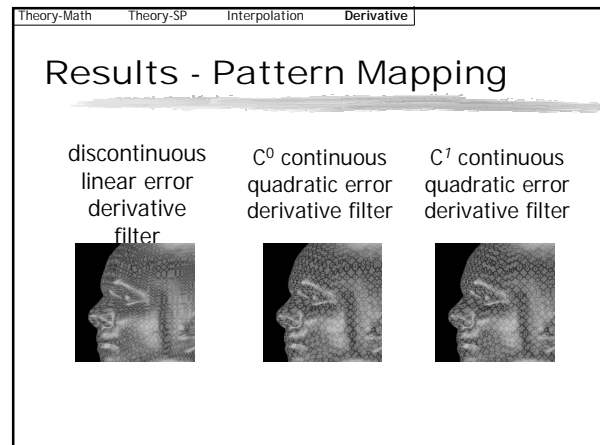 Theory-Math Theory-SP Interpolation Derivative
Results - Pattern Mapping
discontinuous
linear error
derivative
filter
C⁰ continuous
quadratic error
derivative filter
C¹ continuous
quadratic error
derivative filter